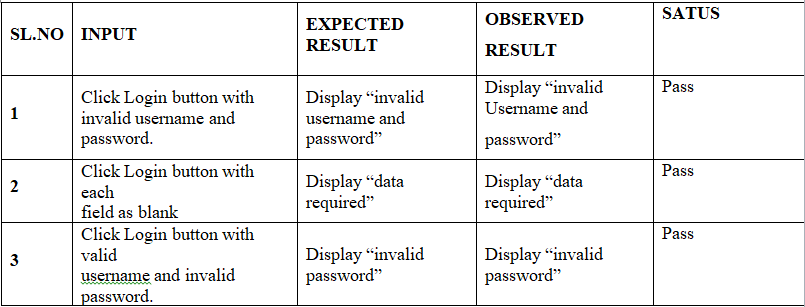 SL.NO
INPUT
EXPECTED
RESULT
OBSERVED
RESULT
SATUS
1
Click Login button with
invalid username and
password.
Display “invalid
username and
password”
Display “invalid
Username and
password”
Pass
2
Click Login button with
each
field as blank
Display “data
required”
Display “data
required”
Pass
3
Click Login button with
valid
username and invalid
password.
Display “invalid
password”
Display “invalid
password”
Pass